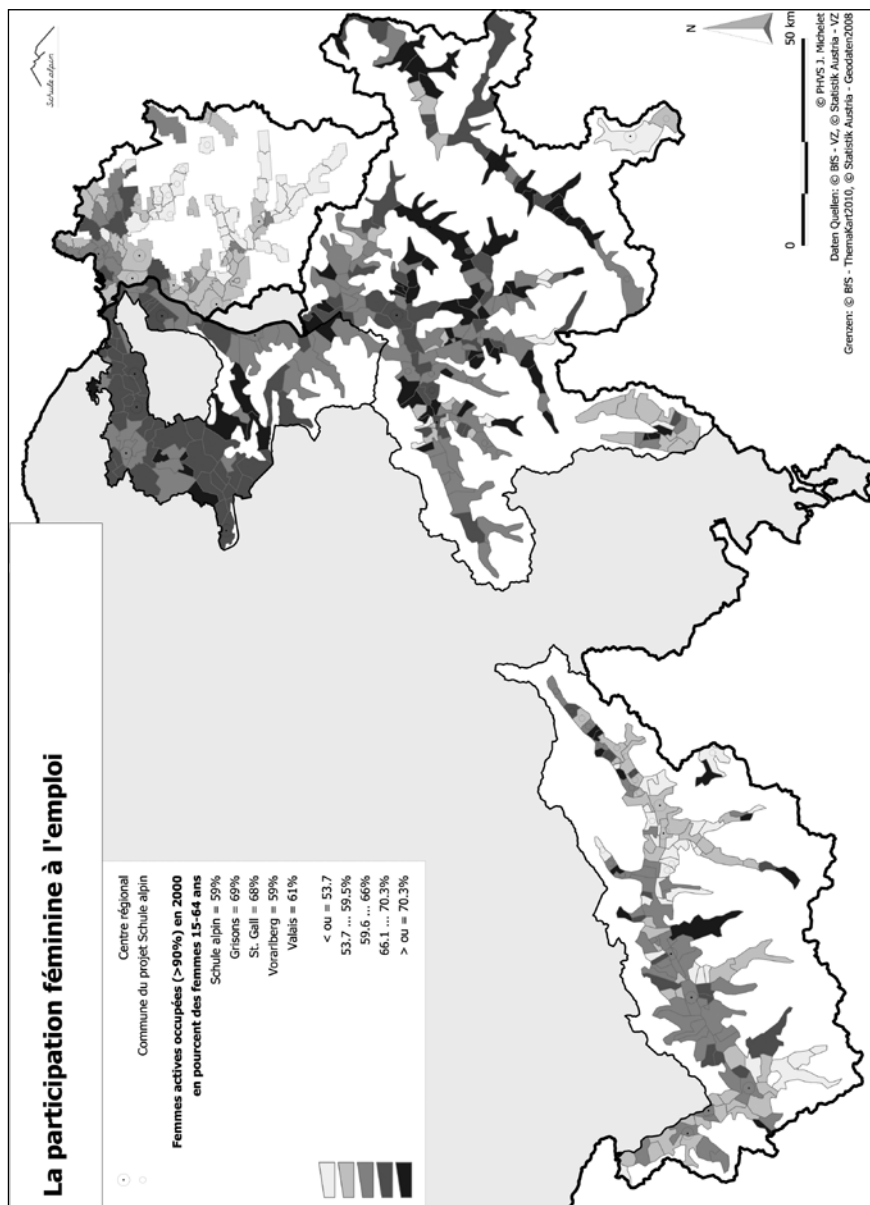 La participation féminine à l'emploi
Schule alpin
Centre régional
Commune du projet Schule alpin
Femmes actives occupées (>90%) en 2000
en pourcent des femmes 15-64 ans
Schule alpin = 59%
Grisons = 69%
St. Gall = 68%
Vorarlberg = 59%
Valais = 61%
< ou = 53.7
53.7 ... 59.5%
59.6 ... 66%
66.1 ... 70.3%
> ou = 70.3%
N
0 50 km
© PHVS J. Michelet
Daten Quellen: © BfS - VZ, © Statistik Austria - VZ
Grenzen: © BfS - ThemaKart2010, © Statistik Austria - Geodaten2008